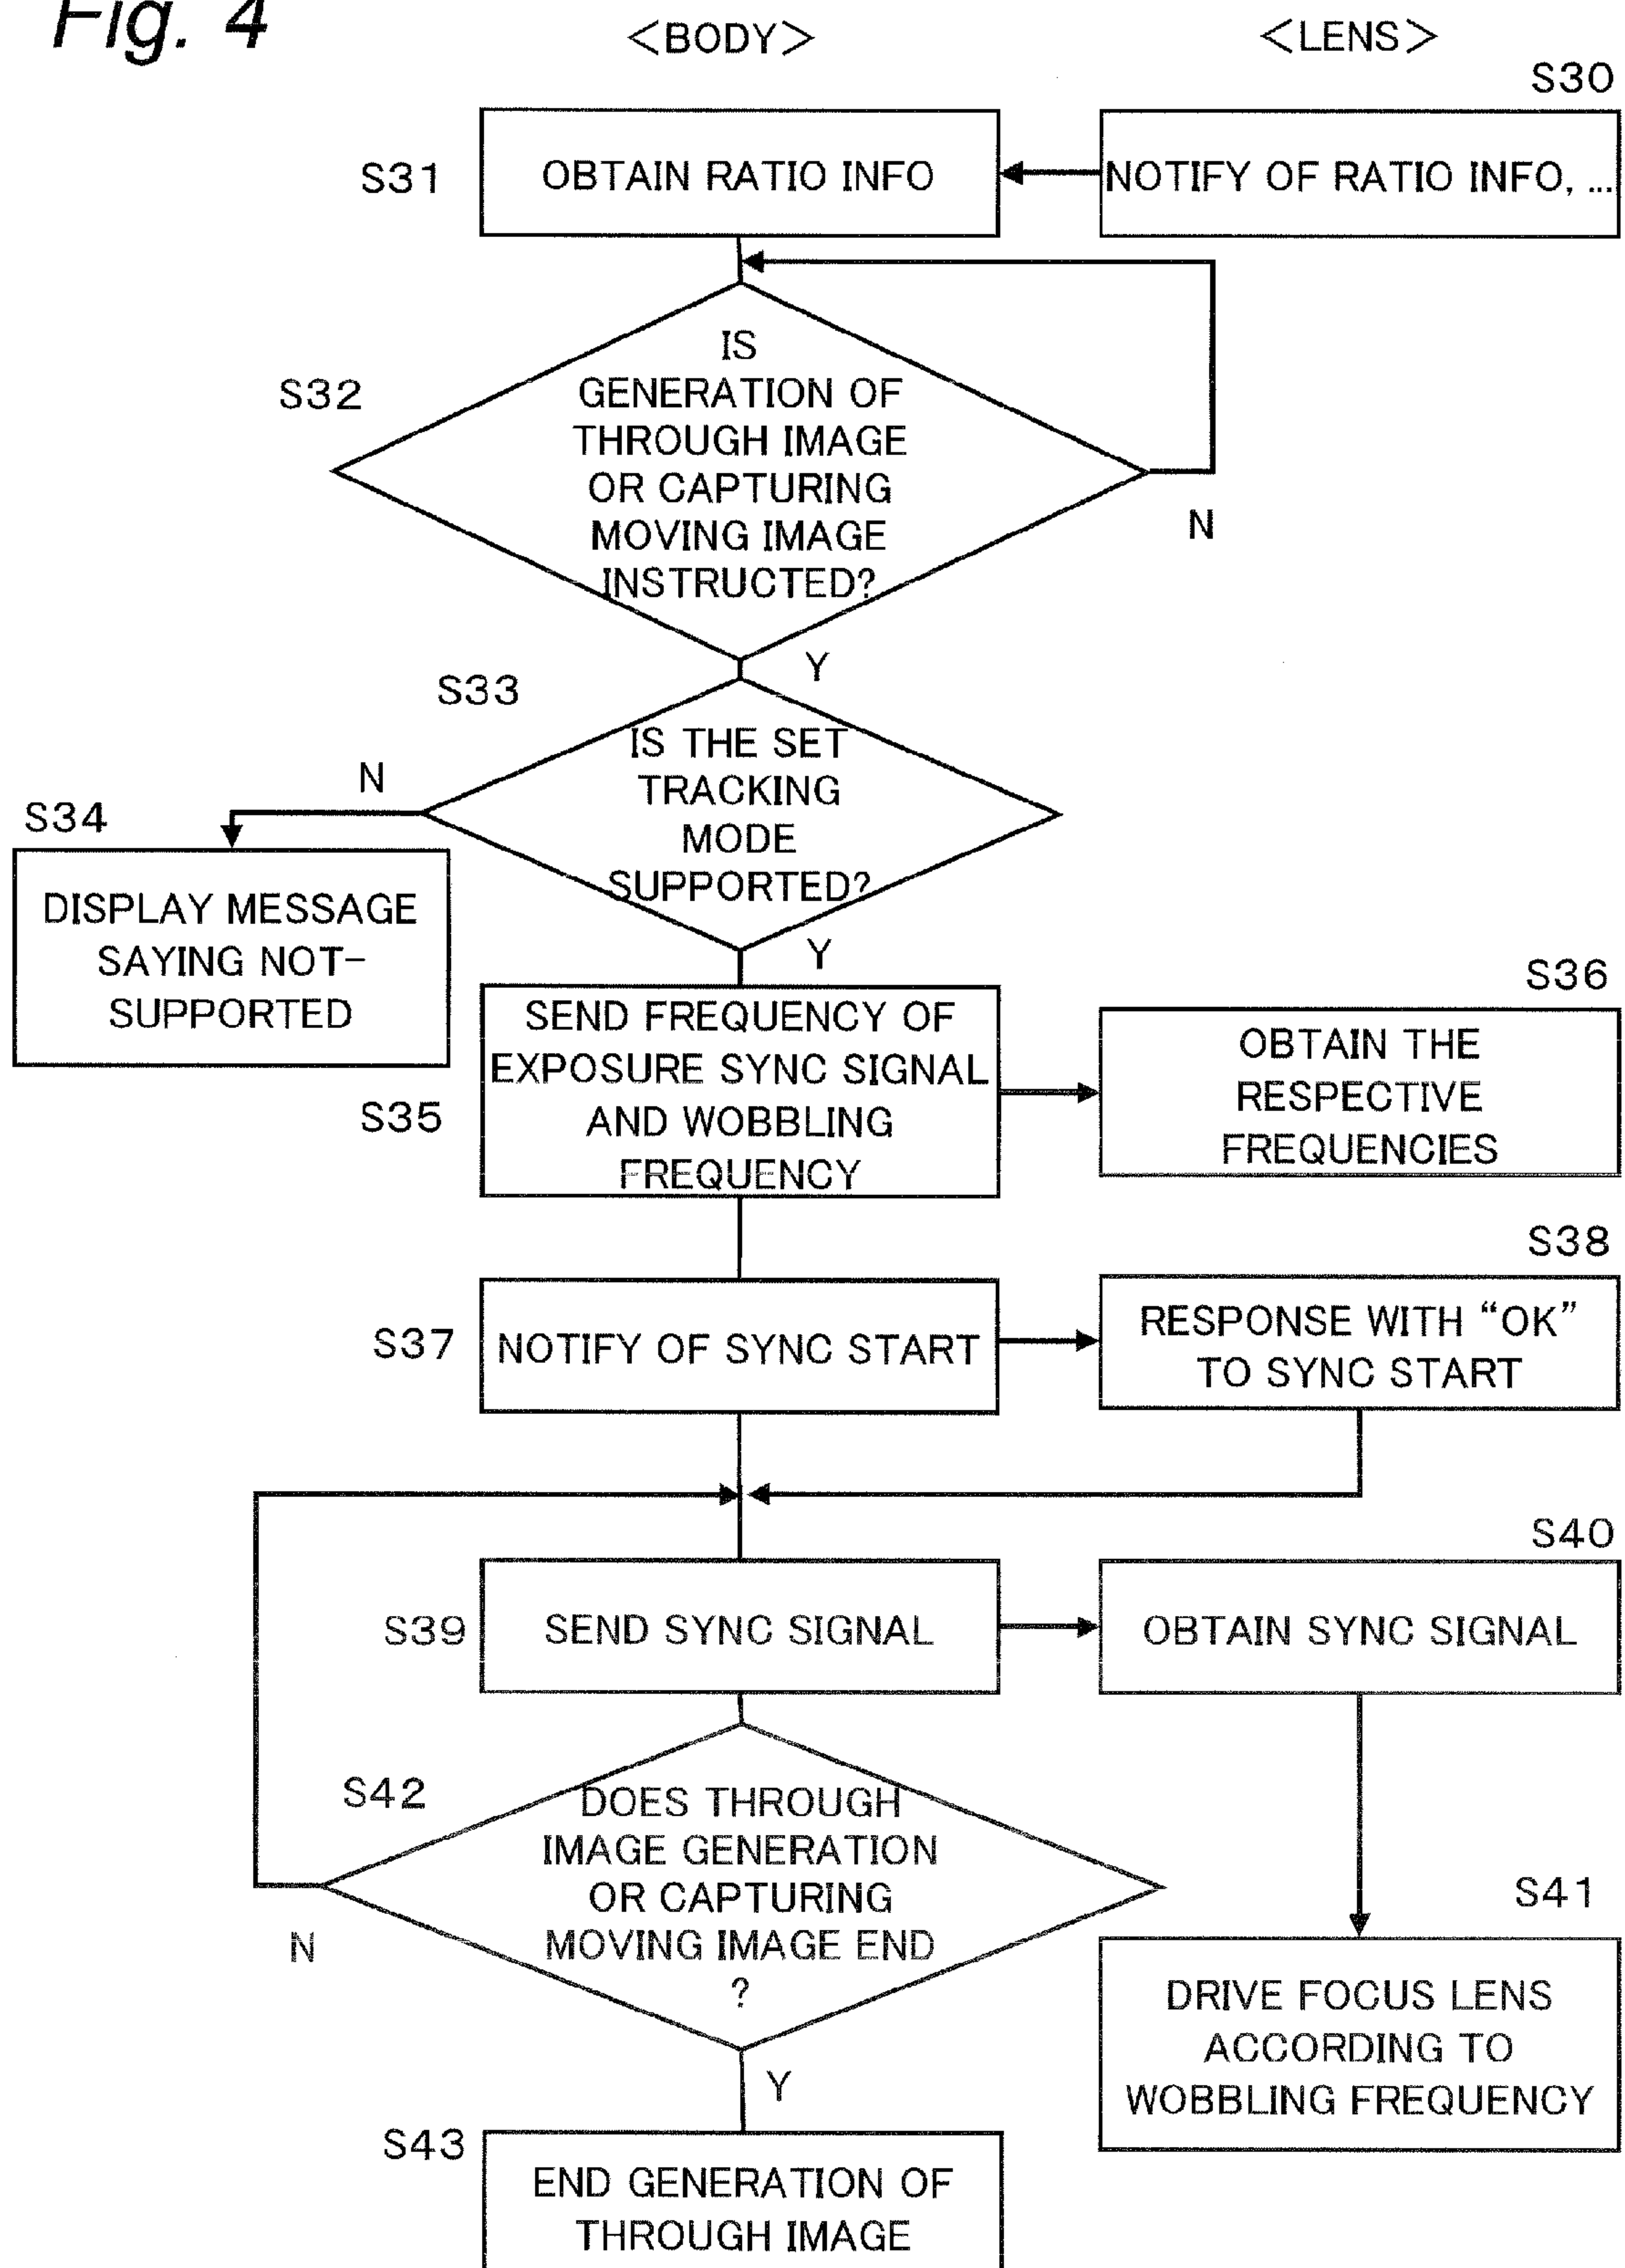 Fig. 4
<BODY>
<LENS>
S30
S31
OBTAIN RATIO INFO
NOTIFY OF RATIO INFO, ...
S32
IS
GENERATION OF
THROUGH IMAGE
OR CAPTURING
MOVING IMAGE
INSTRUCTED?
N
Y
S33
IS THE SET
TRACKING
MODE
SUPPORTED?
N
S34
DISPLAY MESSAGE
SAYING NOT-
SUPPORTED
Y
S35
SEND FREQUENCY OF
EXPOSURE SYNC SIGNAL
AND WOBBLING
FREQUENCY
S36
OBTAIN THE
RESPECTIVE
FREQUENCIES
S37
NOTIFY OF SYNC START
S38
RESPONSE WITH “OK”
TO SYNC START
S39
SEND SYNC SIGNAL
S40
OBTAIN SYNC SIGNAL
S42
DOES THROUGH
IMAGE GENERATION
OR CAPTURING
MOVING IMAGE END
?
N
S41
DRIVE FOCUS LENS
ACCORDING TO
WOBBLING FREQUENCY
Y
S43
END GENERATION OF
THROUGH IMAGE